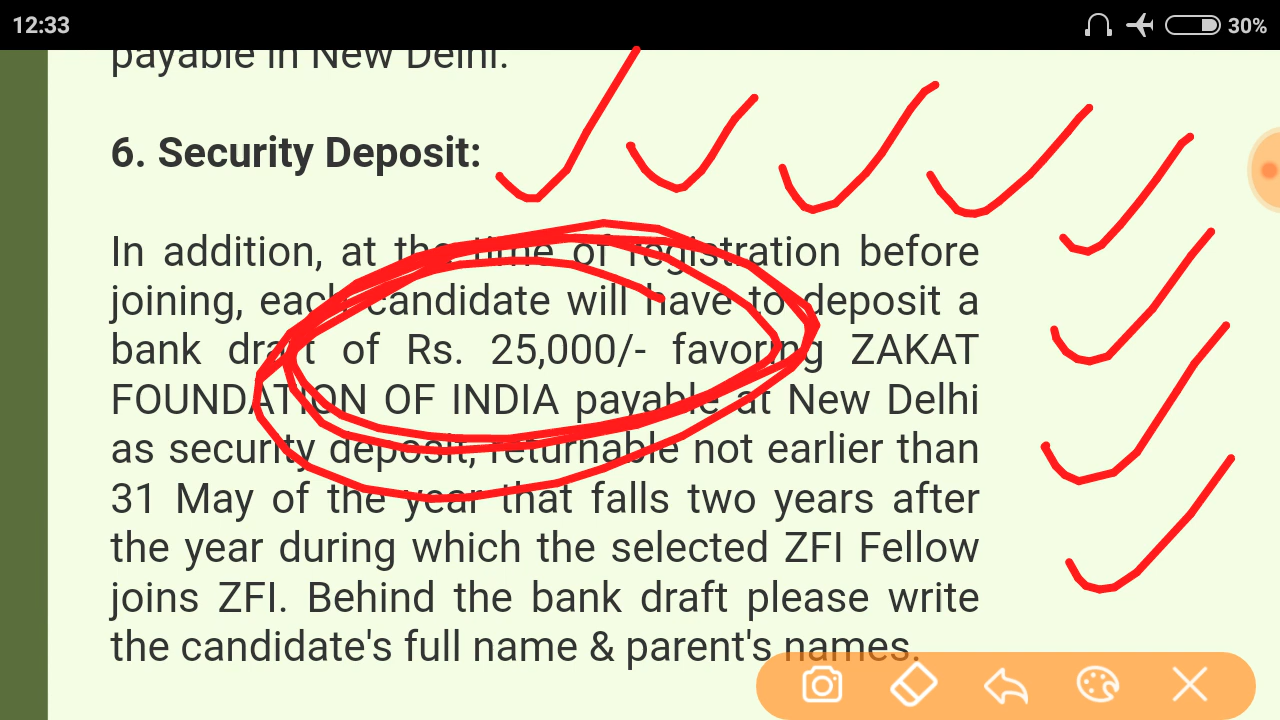 12:33
30%
payable in New Delhi.
6. Security Deposit:
In addition, at the time of registration before
joining, each candidate will have to deposit a
bank draft of Rs. 25,000/- favoring ZAKAT
FOUNDATION OF INDIA payable at New Delhi
as security deposit, returnable not earlier than
31 May of the year that falls two years after
the year during which the selected ZFI Fellow
joins ZFI. Behind the bank draft please write
the candidate's full name & parent's names.